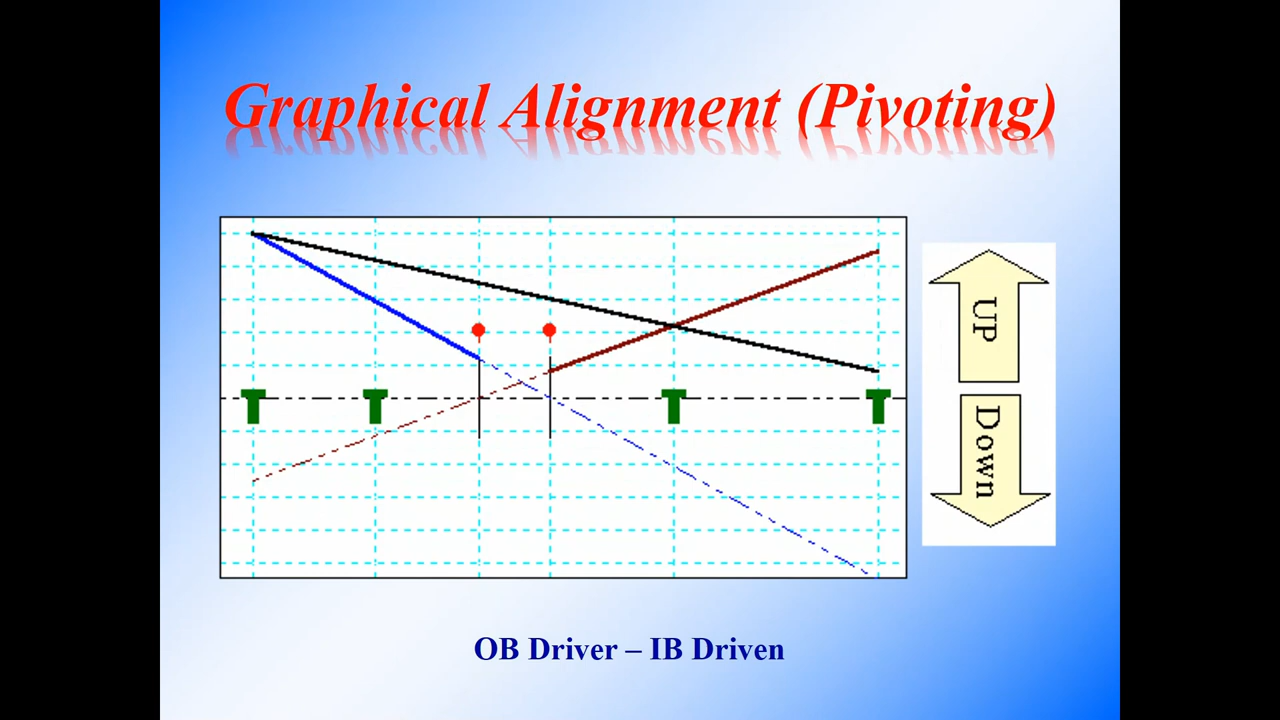 Graphical Alignment (Pivoting)
UP
Down
OB Driver – IB Driven